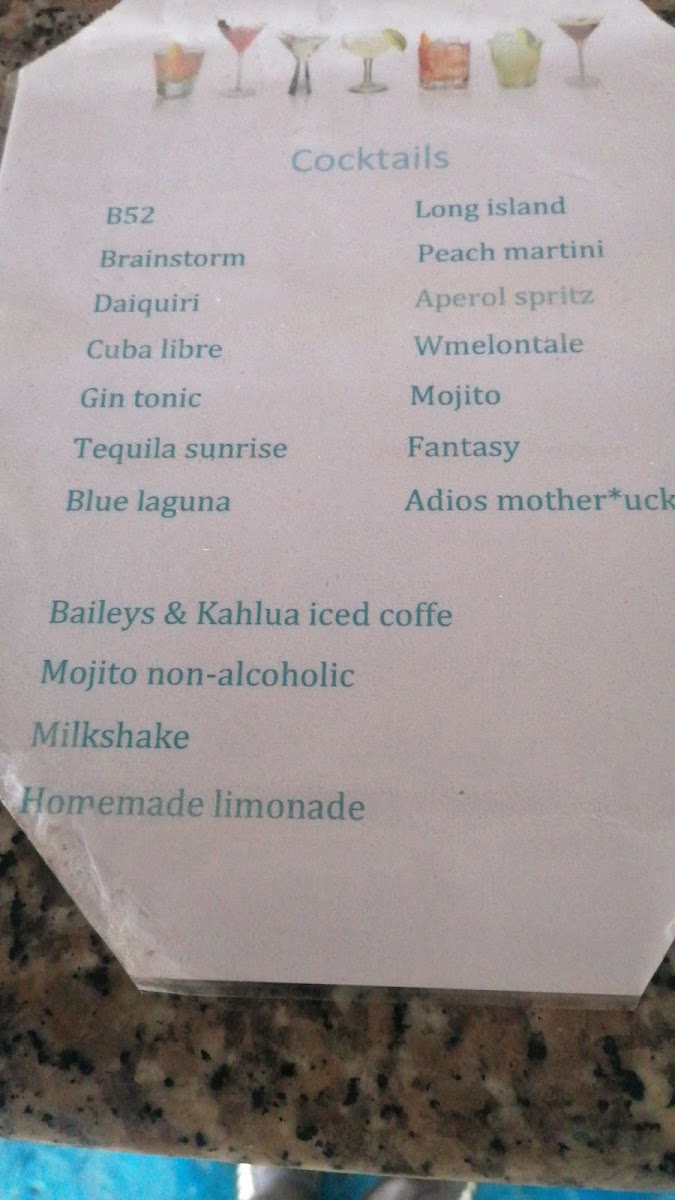 Cocktails
B52
Brainstorm
Daiquiri
Cuba libre
Gin tonic
Tequila sunrise
Blue laguna
Long island
Peach martini
Aperol spritz
Wmelontale
Mojito
Fantasy
Adios mother*uck
Baileys & Kahlua iced coffe
Mojito non-alcoholic
Milkshake
Homemade limonade